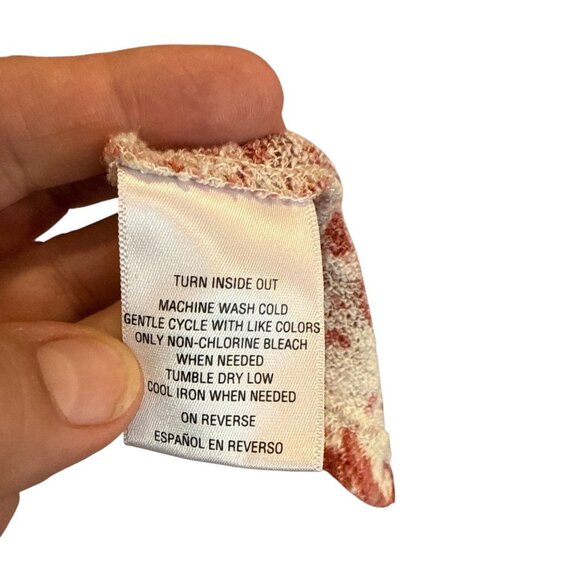 TURN INSIDE OUT
MACHINE WASH COLD
GENTLE CYCLE WITH LIKE COLORS
ONLY NON-CHLORINE BLEACH
WHEN NEEDED
TUMBLE DRY LOW
COOL IRON WHEN NEEDED
ON REVERSE
ESPAÑOL EN REVERSO